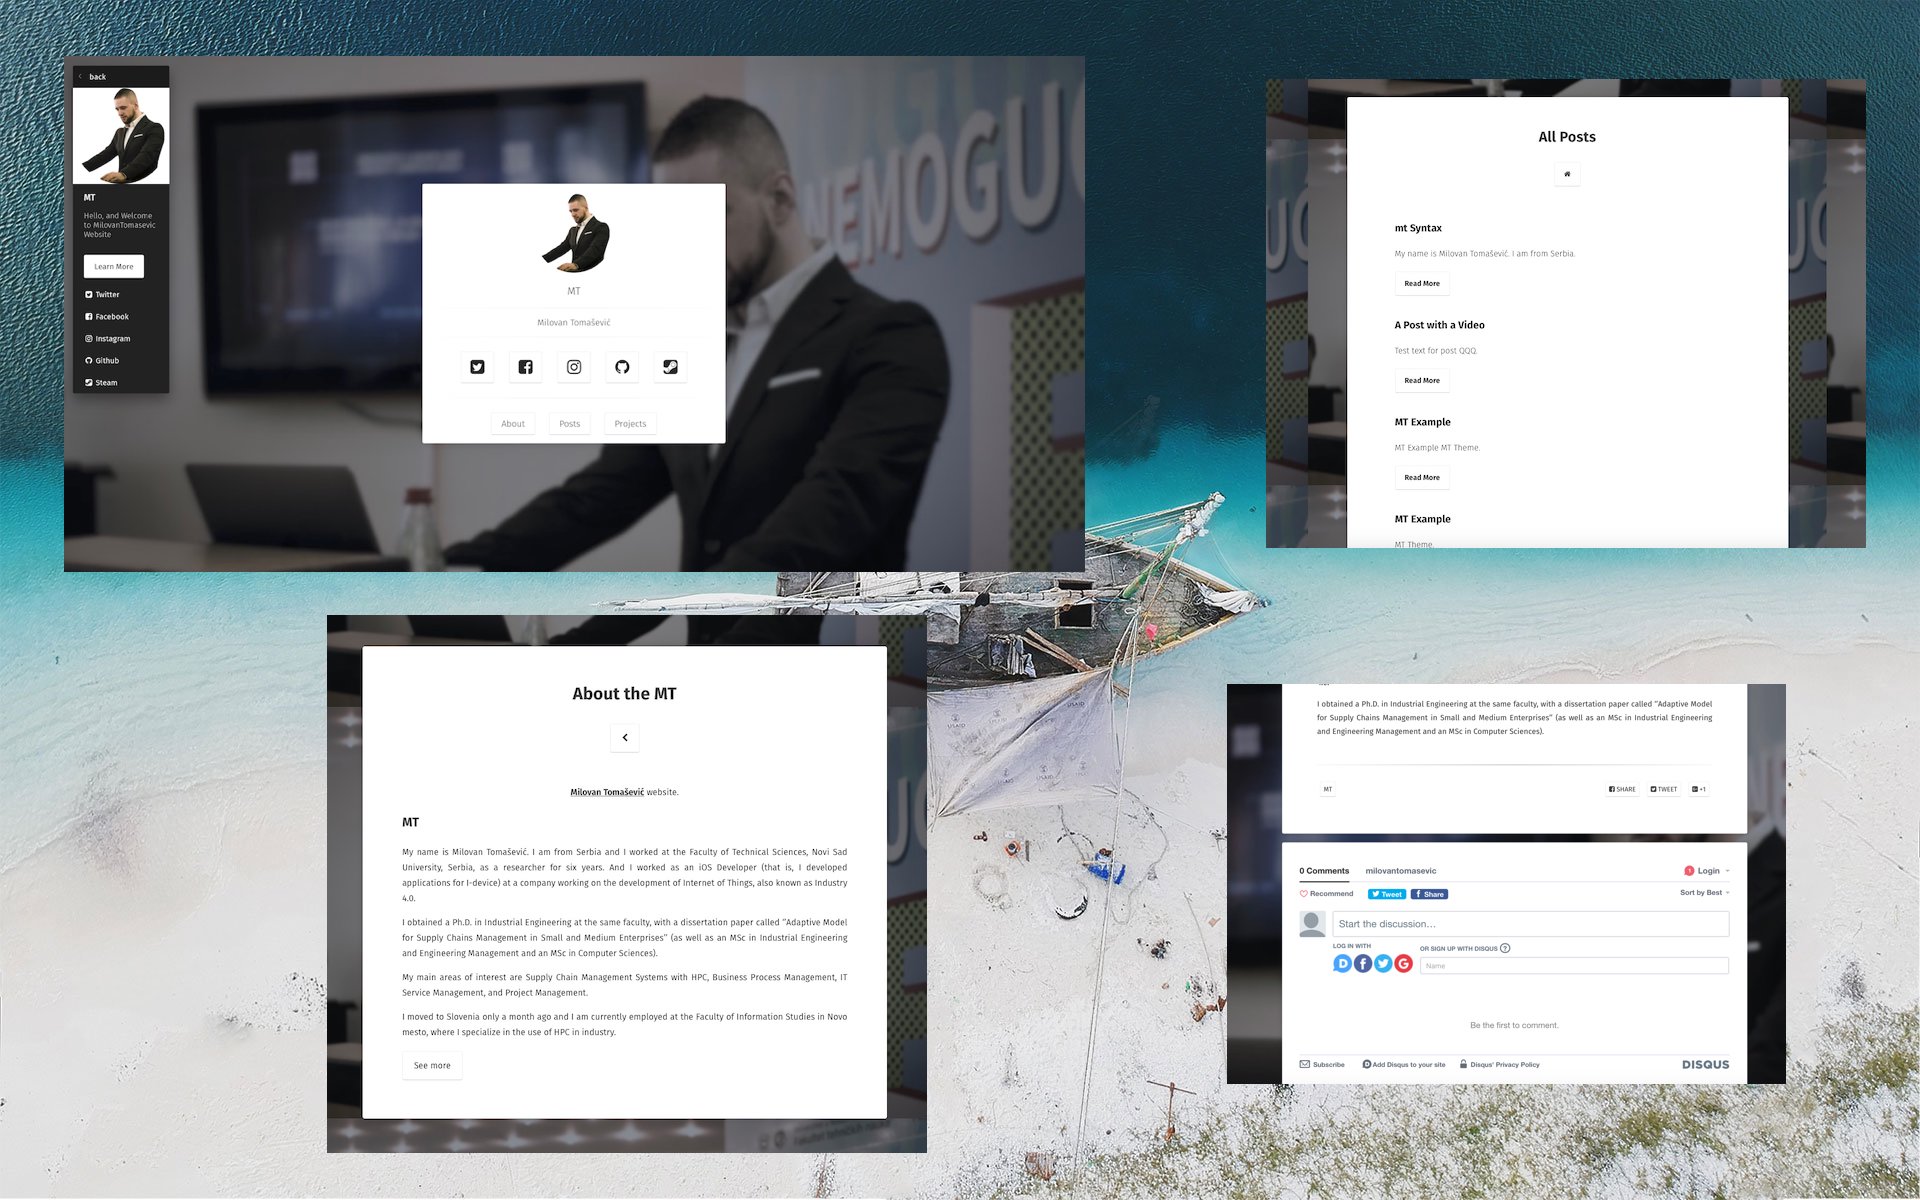 back
MT
Hello, and Welcome
to MilovanTomasevic
Website
Learn More
Twitter
Facebook
Instagram
Github
Steam
NEMOGUĆ
MT
Milovan Tomašević
About
Posts
Projects
All Posts
mt Syntax
My name is Milovan Tomašević. I am from Serbia.
Read More
A Post with a Video
Test text for post QQQ.
Read More
MT Example
MT Example MT Theme.
Read More
MT Example
MT Theme.
About the MT
Milovan Tomašević website.
MT
My name is Milovan Tomašević. I am from Serbia and I worked at the Faculty of Technical Sciences, Novi Sad
University, Serbia, as a researcher for six years. And I worked as an iOS Developer (that is, I developed
applications for I-device) at a company working on the development of Internet of Things, also known as Industry
4.0.
I obtained a Ph.D. in Industrial Engineering at the same faculty, with a dissertation paper called “Adaptive Model
for Supply Chains Management in Small and Medium Enterprises” (as well as an MSc in Industrial Engineering
and Engineering Management and an MSc in Computer Sciences).
My main areas of interest are Supply Chain Management Systems with HPC, Business Process Management, IT
Service Management, and Project Management.
I moved to Slovenia only a month ago and I am currently employed at the Faculty of Information Studies in Novo
mesto, where I specialize in the use of HPC in industry.
See more
I obtained a Ph.D. in Industrial Engineering at the same faculty, with a dissertation paper called “Adaptive Model
for Supply Chains Management in Small and Medium Enterprises” (as well as an MSc in Industrial Engineering
and Engineering Management and an MSc in Computer Sciences).
MT SHARE TWEET +1
0 Comments milovantomasevic Login
Recommend Tweet Share Sort by Best
Start the discussion...
LOG IN WITH
OR SIGN UP WITH DISQUS ?
Name
Be the first to comment.
Subscribe Add Disqus to your site Disqus' Privacy Policy DISQUS